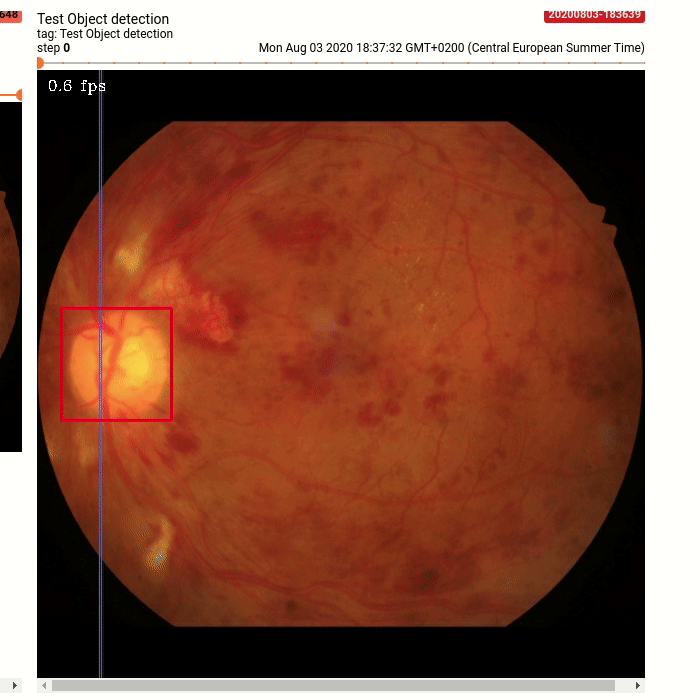 648
20200803-183639
Test Object detection
tag: Test Object detection
step 0
Mon Aug 03 2020 18:37:32 GMT+0200 (Central European Summer Time)
0.6 fps